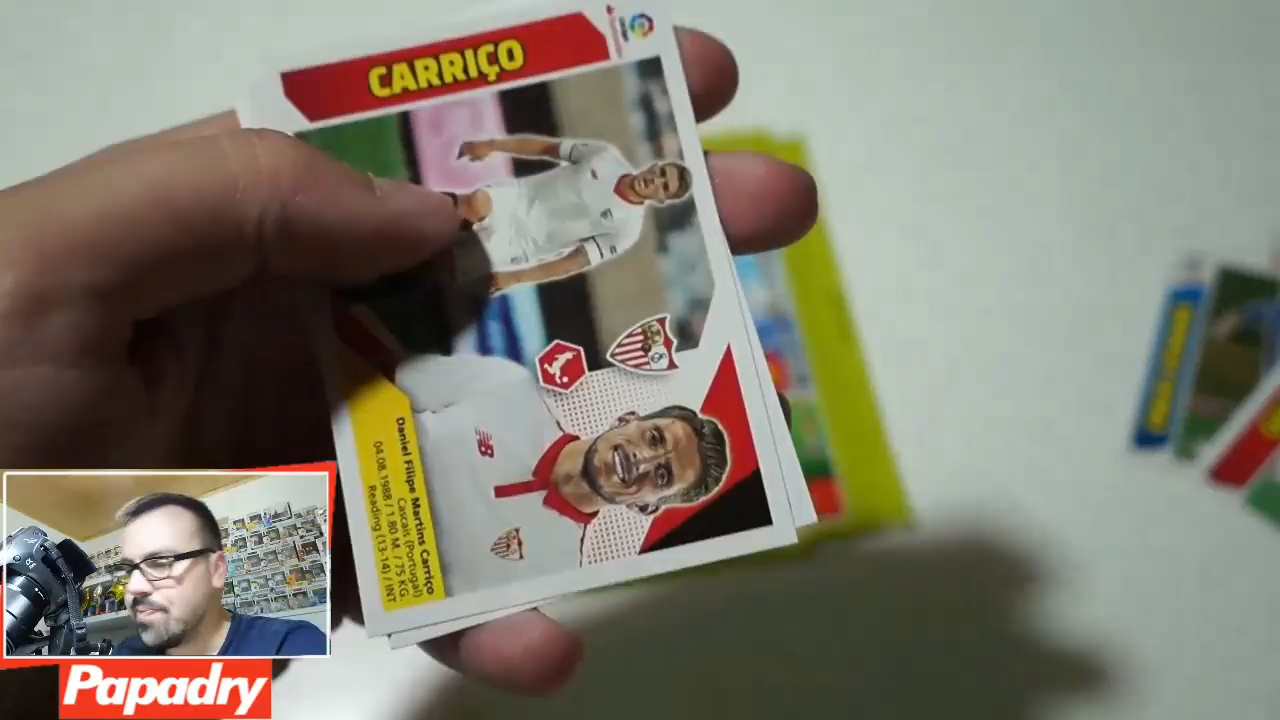 CARRIÇO
Daniel Filipe Martins Carriço
Cascais (Portugal)
04.08.1988 / 1.80 M. / 75 KG.
Reading (13-14) / INT
NB
Papadry